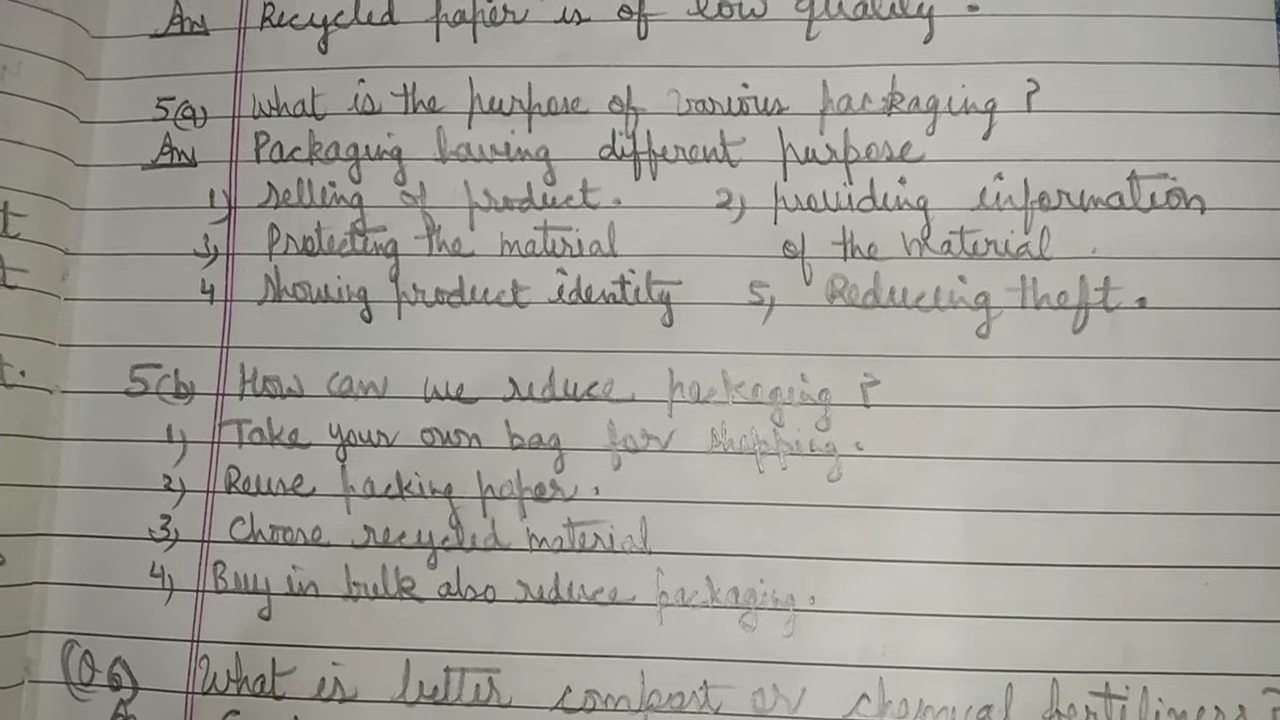 Ans Recycled paper is of low quality.
5(a) What is the purpose of various packaging?
Ans Packaging having different purpose
1) selling of product. 2) providing information
3) Protecting the material of the material.
4 showing product identity 5) Reducing theft.
t
t
t.
5(b) How can we reduce packaging?
1) Take your own bag for shopping.
2) Reuse packing paper.
3) Choose recycled material
4) Buy in bulk also reduce packaging.
(Q6) What is better compost or chemical fertilizers?